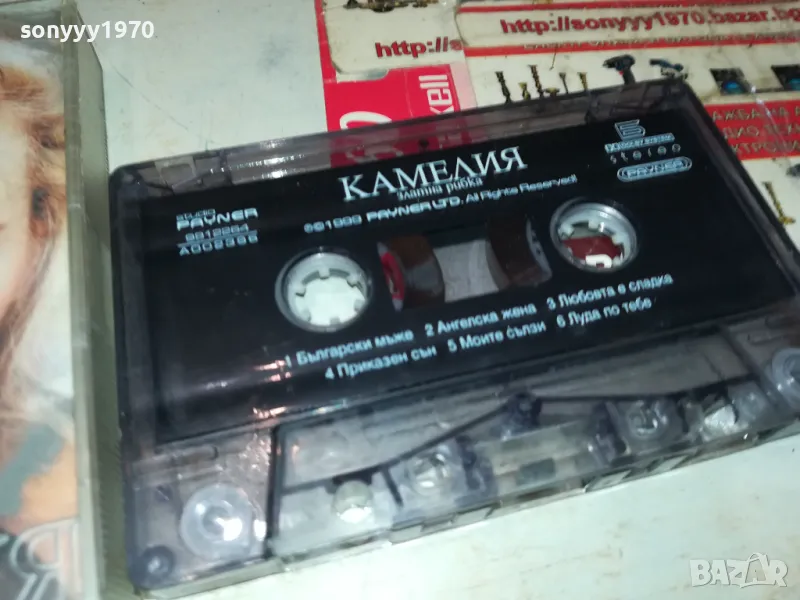 sonyyy1970
http://sonyyy1970.bazar.bg
http://
КАМЕЛИЯ
златна рибка
stereo
PAYNER
STUDIO
PAYNER
9812264
©1999 PAYNER LTD. All Rights Reserved!
1 Български мъже 2 Ангелска жена 3 Любовта е сладка
4 Приказен сън 5 Моите сълзи 6 Луда по тебе
BAZAR